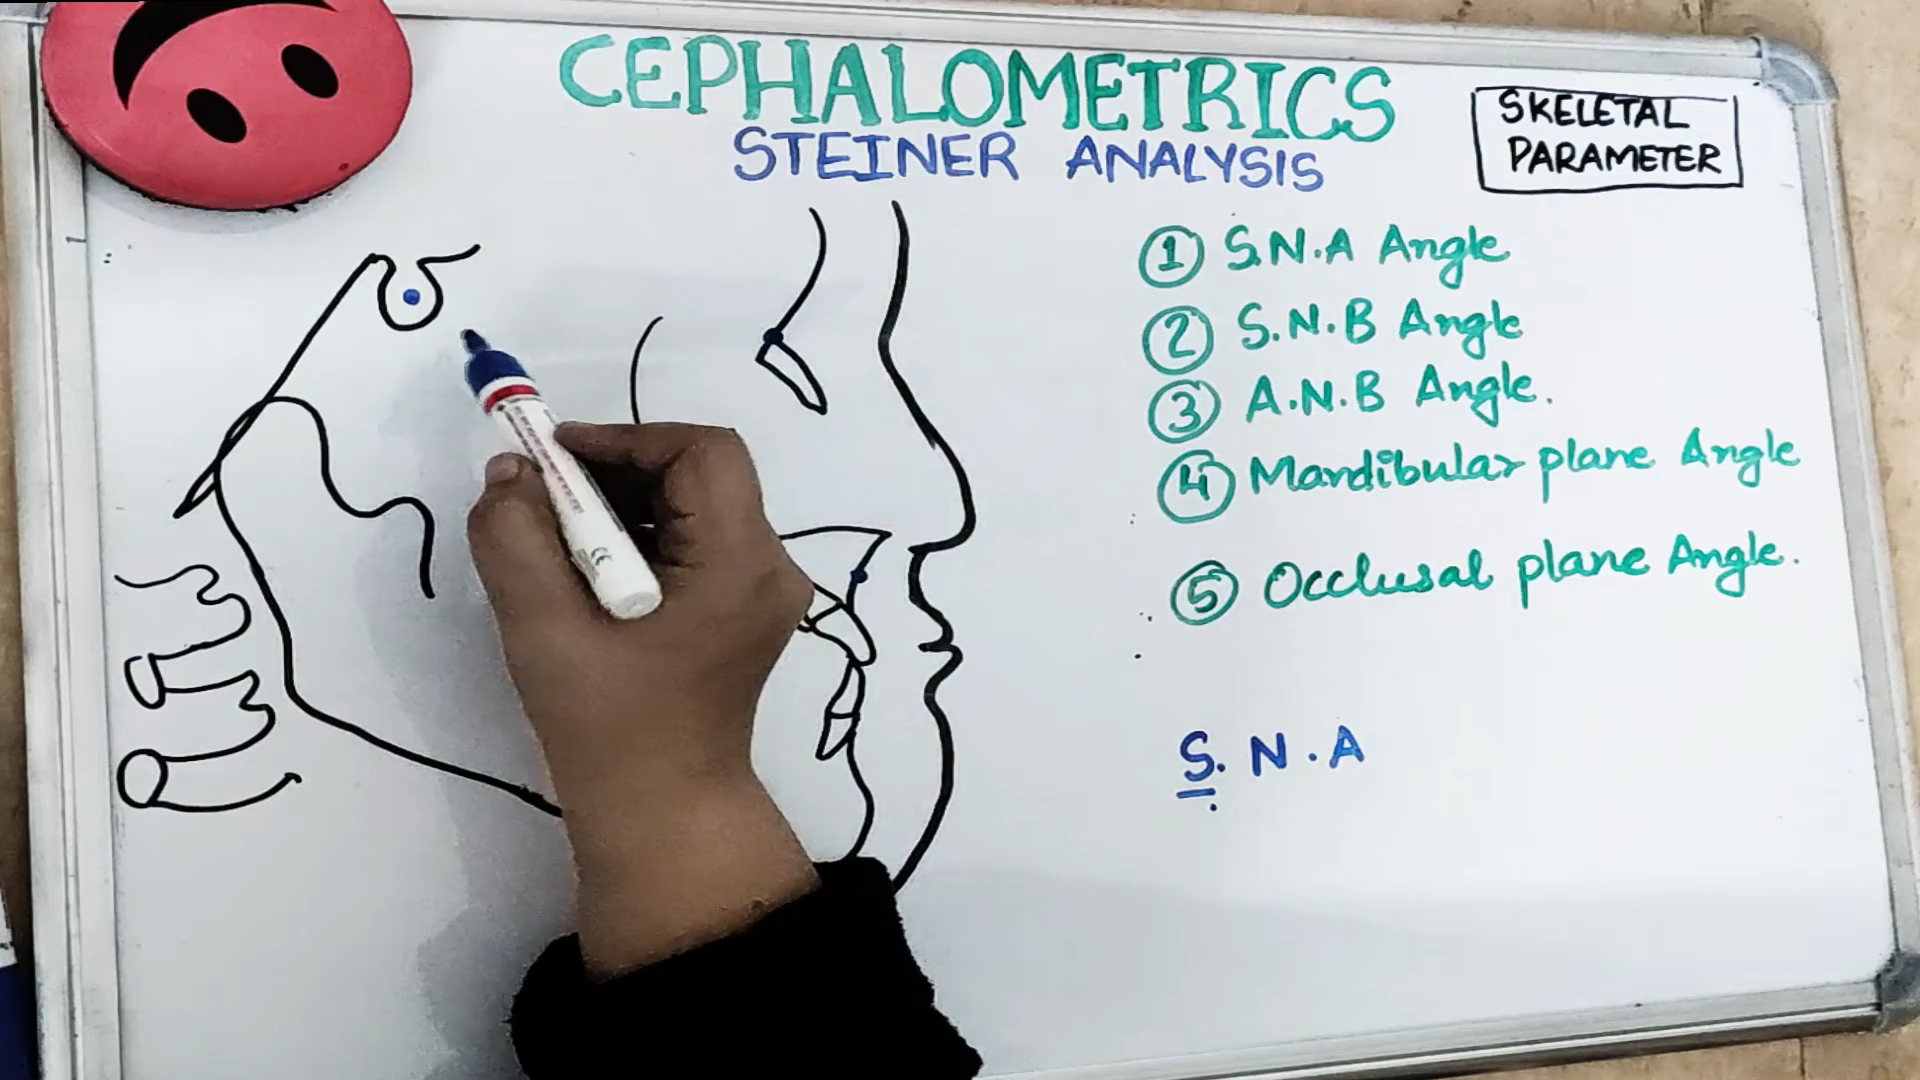 CEPHALOMETRICS
STEINER ANALYSIS
SKELETAL
PARAMETER
1 S.N.A Angle
2 S.N.B Angle
3 A.N.B Angle.
4 Mandibular plane Angle
5 Occlusal plane Angle.
S. N. A